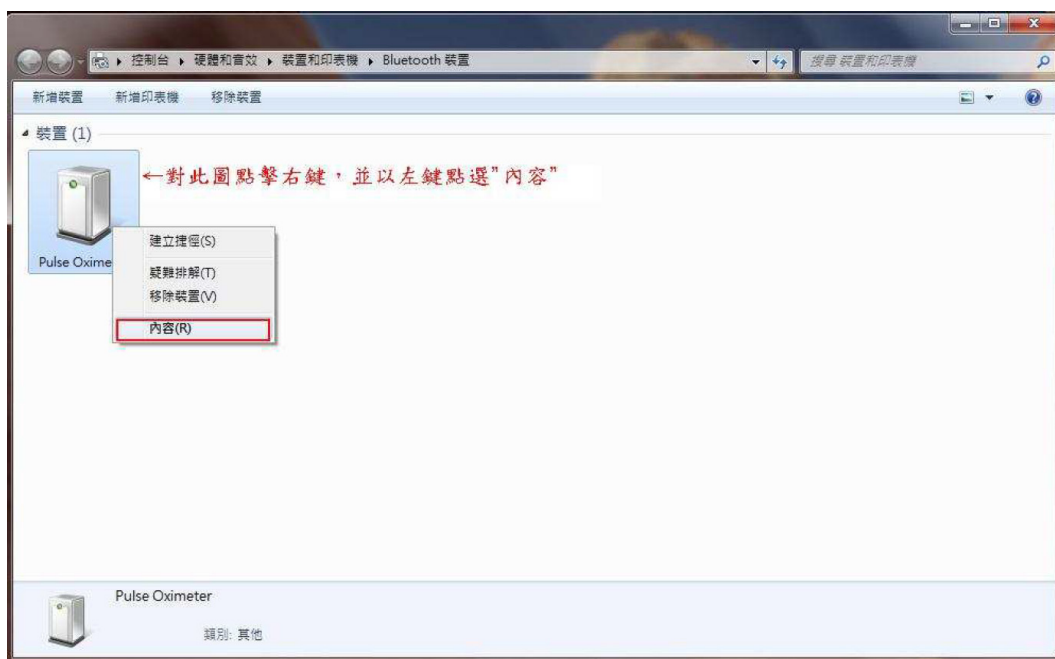 控制台 ▸ 硬體和音效 ▸ 裝置和印表機 ▸ Bluetooth 裝置
搜尋 裝置和印表機
新增裝置 新增印表機 移除裝置
裝置 (1)
←對此圖點擊右鍵，並以左鍵點選"內容"
Pulse Oxime
建立捷徑(S)
疑難排解(T)
移除裝置(V)
內容(R)
Pulse Oximeter
類別: 其他